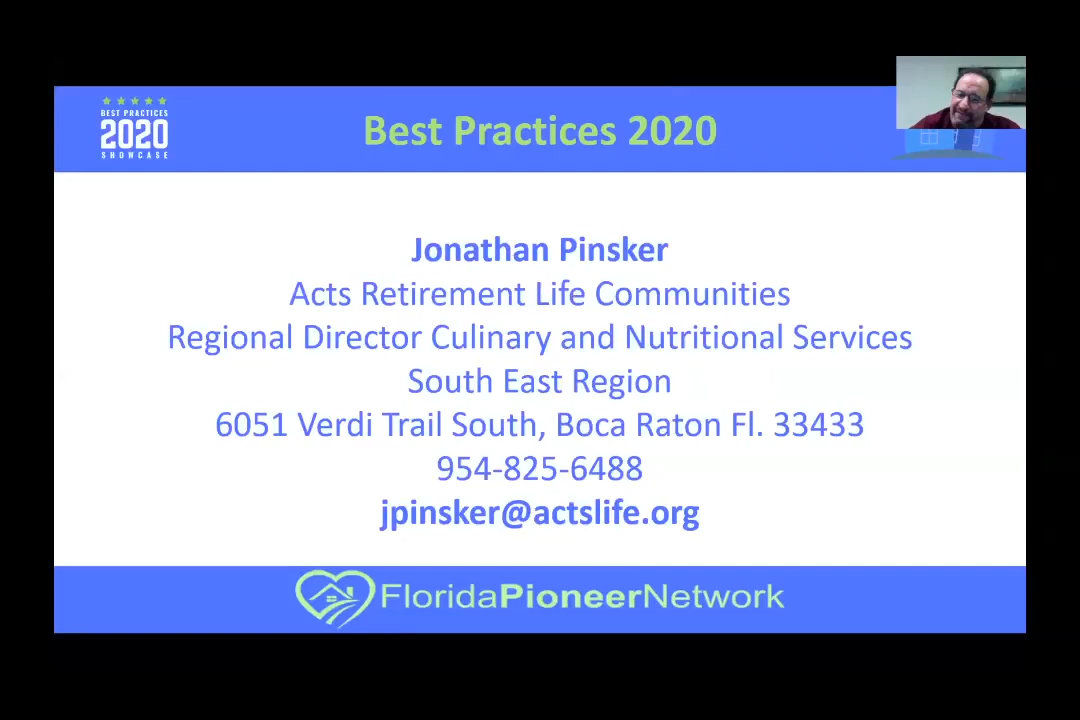 BEST PRACTICES
2020
SHOWCASE
Best Practices 2020
Jonathan Pinsker
Acts Retirement Life Communities
Regional Director Culinary and Nutritional Services
South East Region
6051 Verdi Trail South, Boca Raton Fl. 33433
954-825-6488
jpinsker@actslife.org
FloridaPioneerNetwork